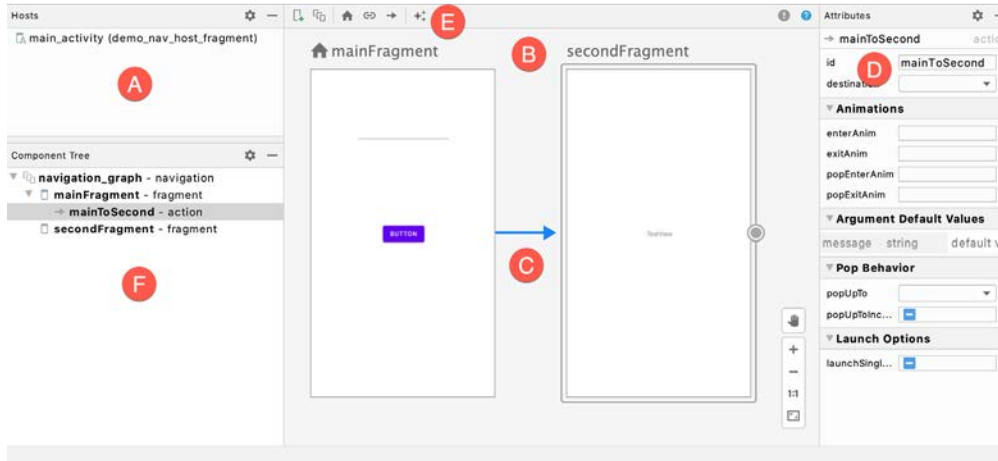 Hosts
main_activity (demo_nav_host_fragment)
A
Component Tree
navigation_graph - navigation
mainFragment - fragment
mainToSecond - action
secondFragment - fragment
F
E
mainFragment
B
secondFragment
BUTTON
C
TextView
1:1
Attributes
mainToSecond actio
id mainToSecond
D
destination
Animations
enterAnim
exitAnim
popEnterAnim
popExitAnim
Argument Default Values
message string default v
Pop Behavior
popUpTo
popUpToInc...
Launch Options
launchSingl...